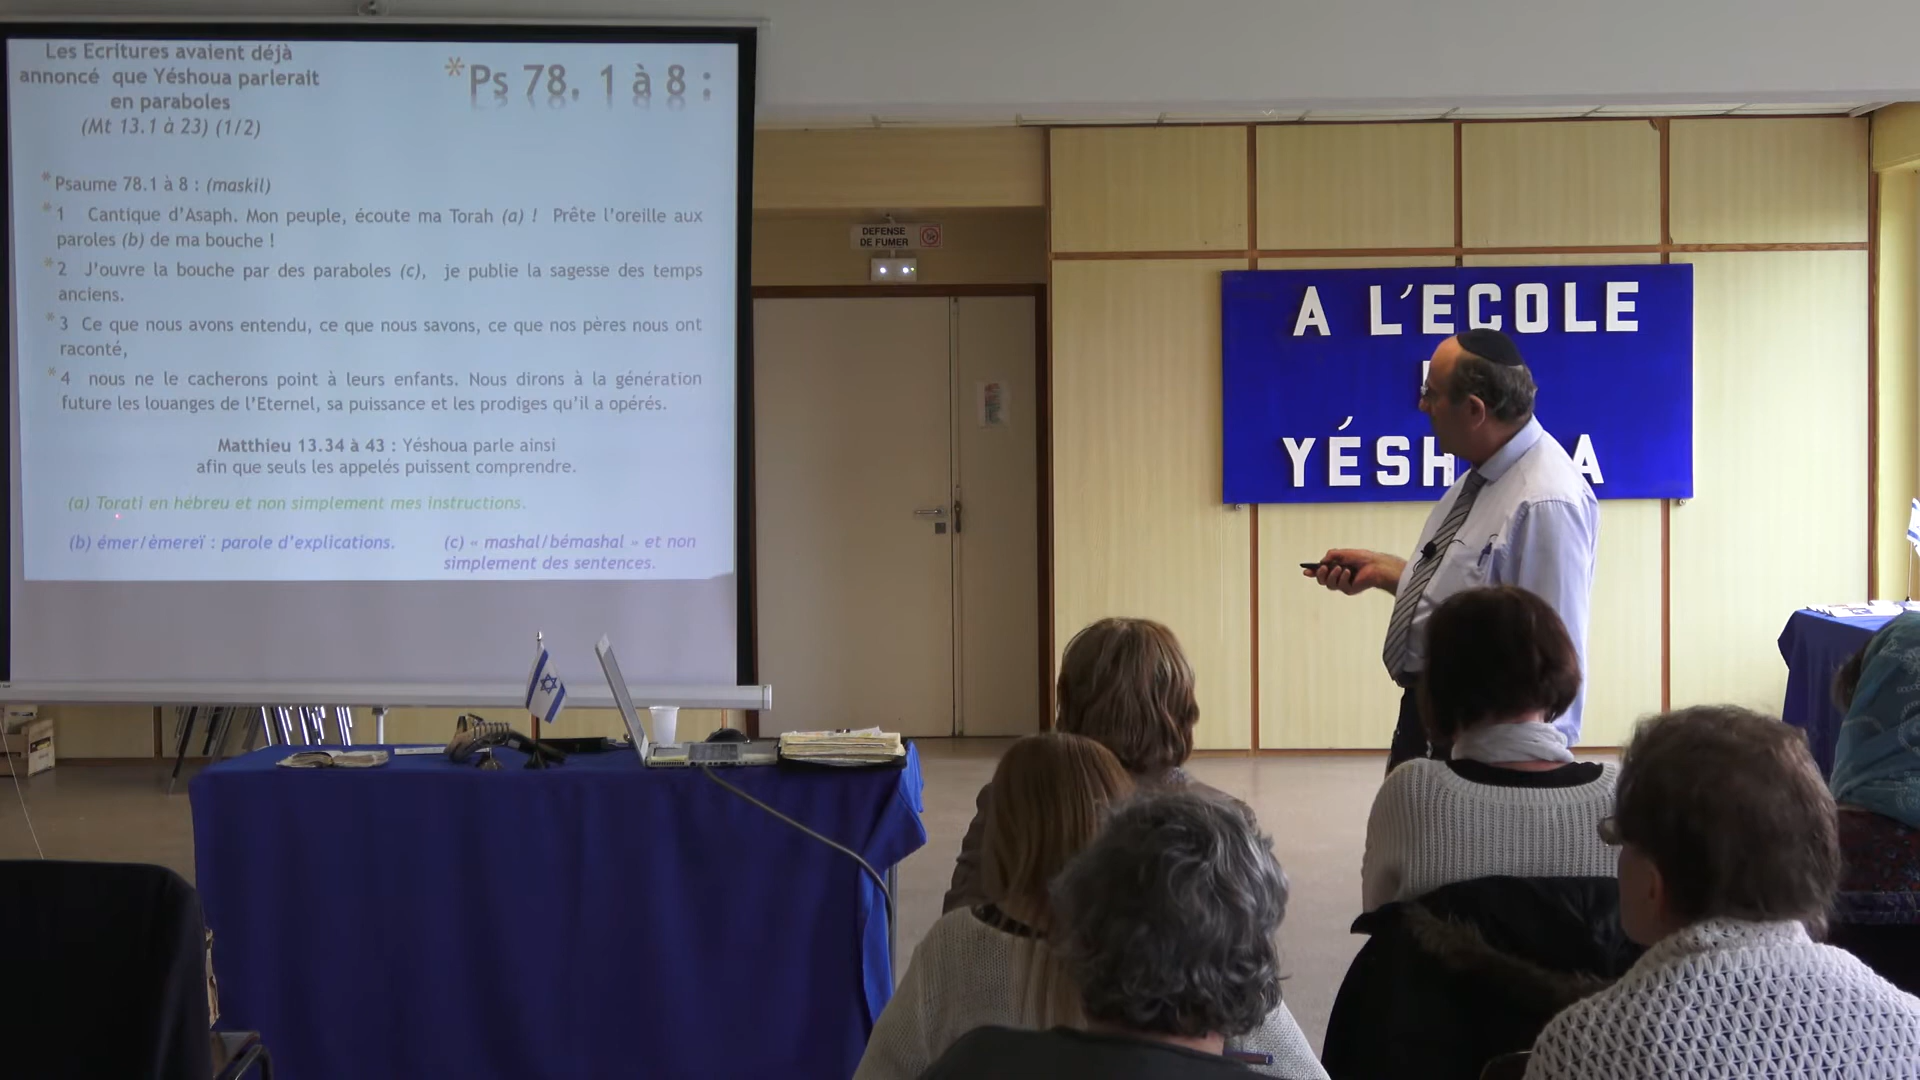 Les Ecritures avaient déjà
annoncé que Yéshoua parlerait
en paraboles
(Mt 13.1 à 23) (1/2)
*Ps 78. 1 à 8 :
* Psaume 78.1 à 8 : (maskil)
* 1 Cantique d’Asaph. Mon peuple, écoute ma Torah (a) ! Prête l’oreille aux
paroles (b) de ma bouche !
* 2 J’ouvre la bouche par des paraboles (c), je publie la sagesse des temps
anciens.
* 3 Ce que nous avons entendu, ce que nous savons, ce que nos pères nous ont
raconté,
* 4 nous ne le cacherons point à leurs enfants. Nous dirons à la génération
future les louanges de l’Eternel, sa puissance et les prodiges qu’il a opérés.
Matthieu 13.34 à 43 : Yéshoua parle ainsi
afin que seuls les appelés puissent comprendre.
(a) Torati en hébreu et non simplement mes instructions.
(b) émer/èmereï : parole d’explications.
(c) « mashal/bémashal » et non
simplement des sentences.
DEFENSE
DE FUMER
A L'ECOLE
YÉSH A